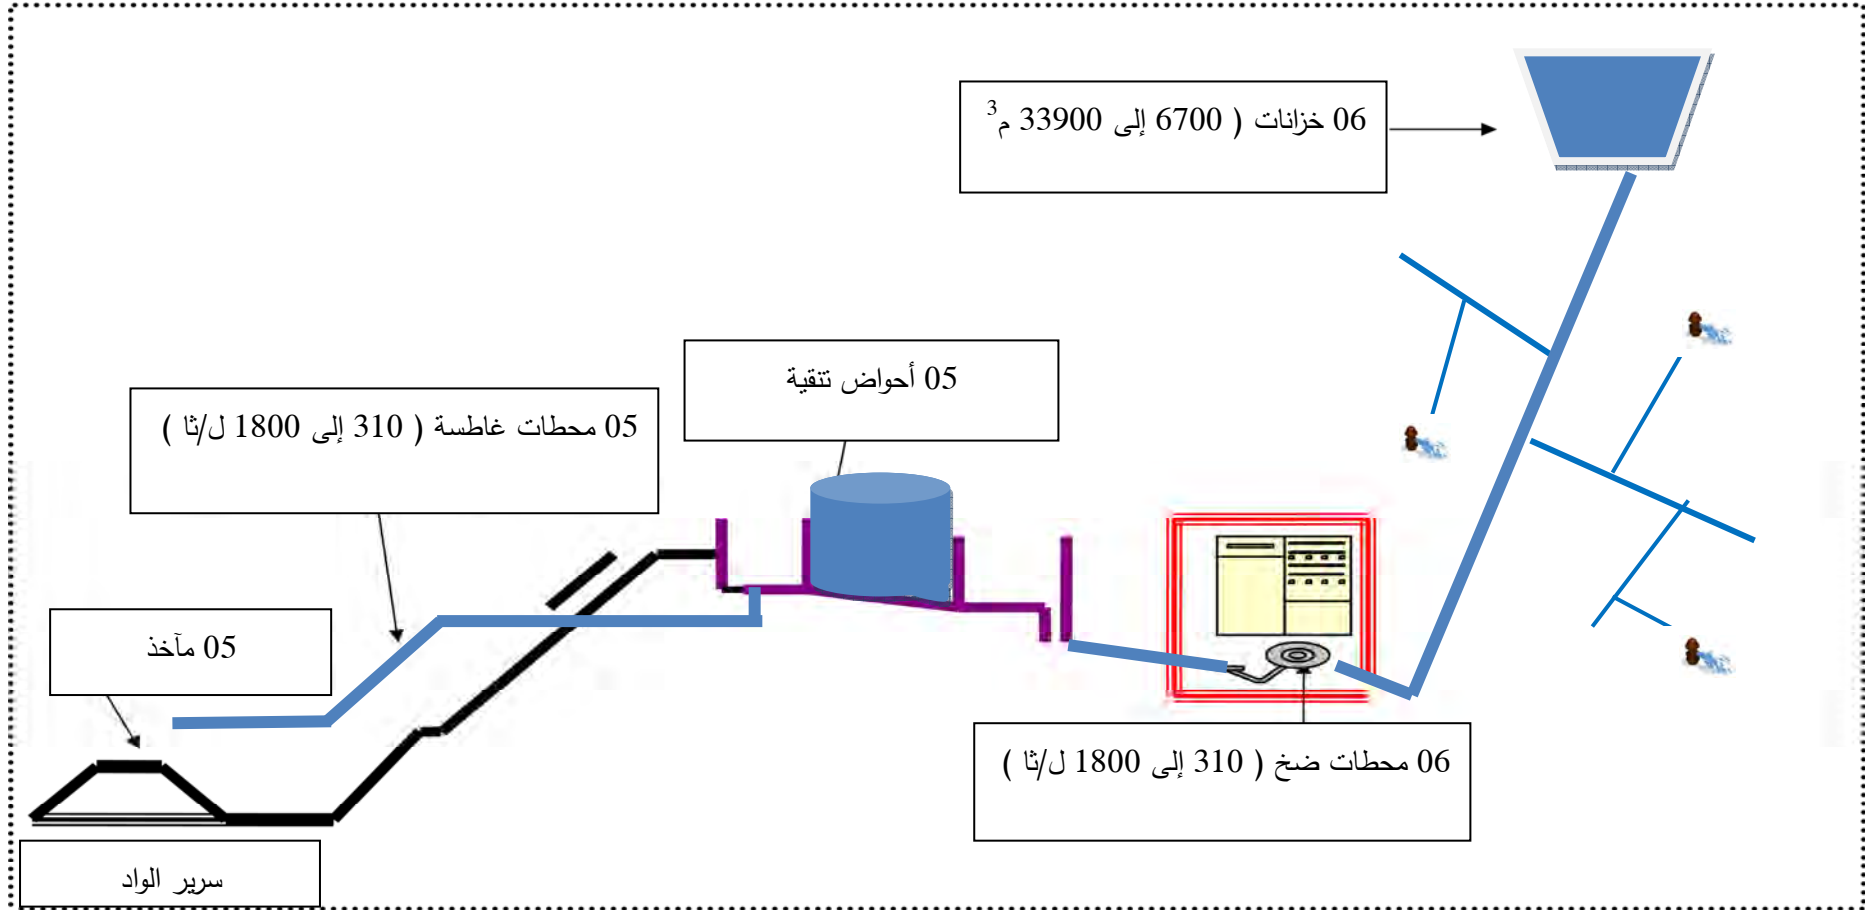 06 خزانات ( 6700 إلى 33900 م3
05 أحواض تنقية
05 محطات غاطسة ( 310 إلى 1800 ل/ثا )
05 مآخذ
06 محطات ضخ ( 310 إلى 1800 ل/ثا )
سرير الواد